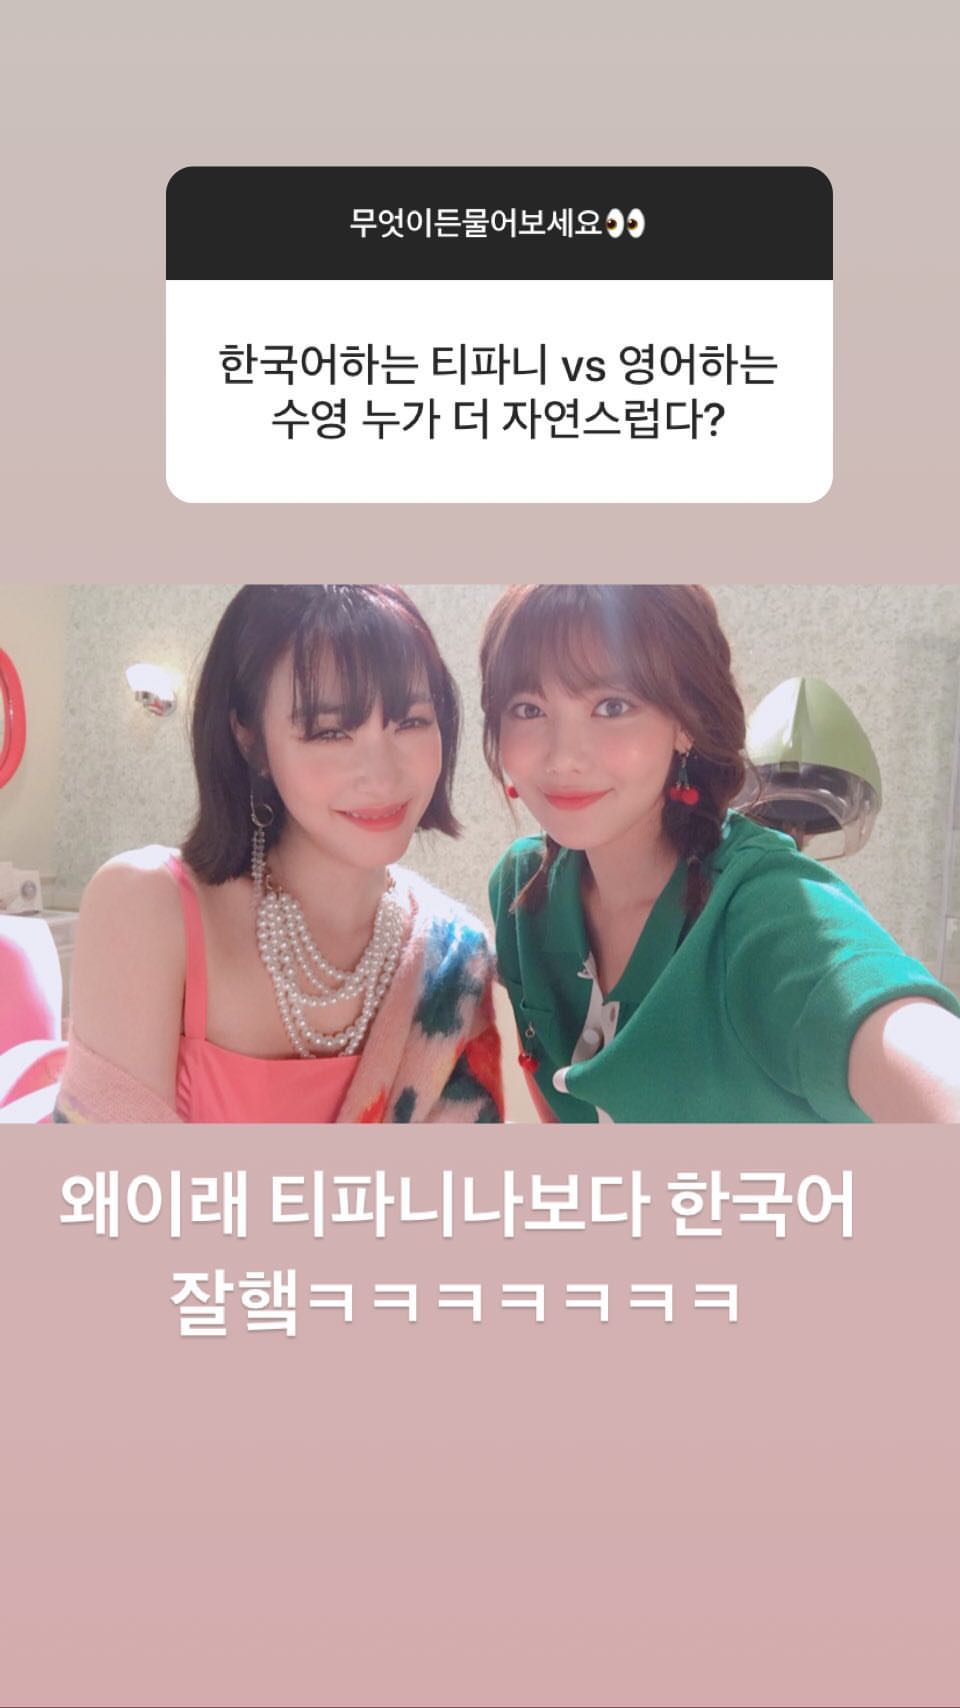 무엇이든물어보세요👀
한국어하는 티파니 vs 영어하는
수영 누가 더 자연스럽다?
왜이래 티파니나보다 한국어
잘핵ㅋㅋㅋㅋㅋㅋㅋ